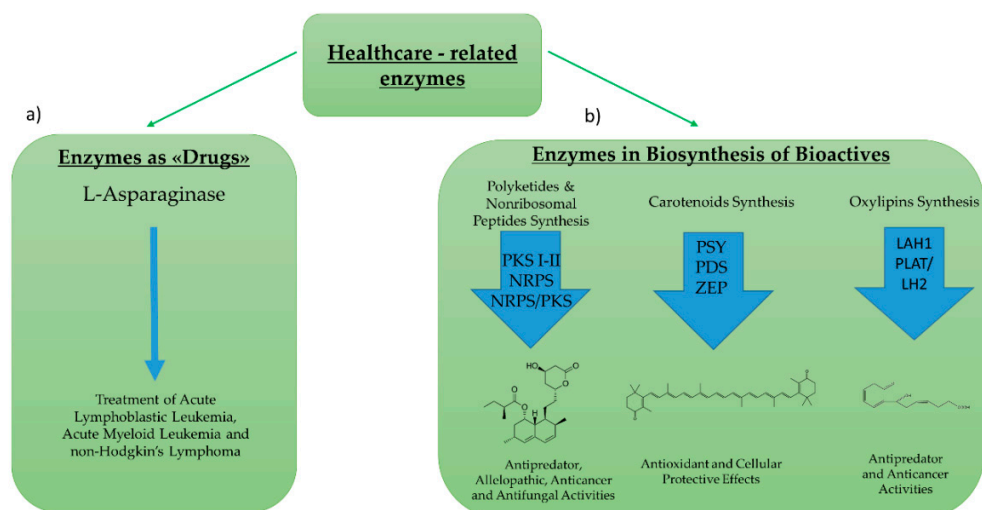 Healthcare - related
enzymes
a)
Enzymes as «Drugs»
L-Asparaginase
Treatment of Acute
Lymphoblastic Leukemia,
Acute Myeloid Leukemia and
non-Hodgkin's Lymphoma
b)
Enzymes in Biosynthesis of Bioactives
Polyketides &
Nonribosomal
Peptides Synthesis
PKS I-II
NRPS
NRPS/PKS
HO
O
O
O
O
H
Antipredator,
Allelopathic, Anticancer
and Antifungal Activities
Carotenoids Synthesis
PSY
PDS
ZEP
O
O
Antioxidant and Cellular
Protective Effects
Oxylipins Synthesis
LAH1
PLAT/
LH2
OH
COOH
Antipredator
and Anticancer
Activities